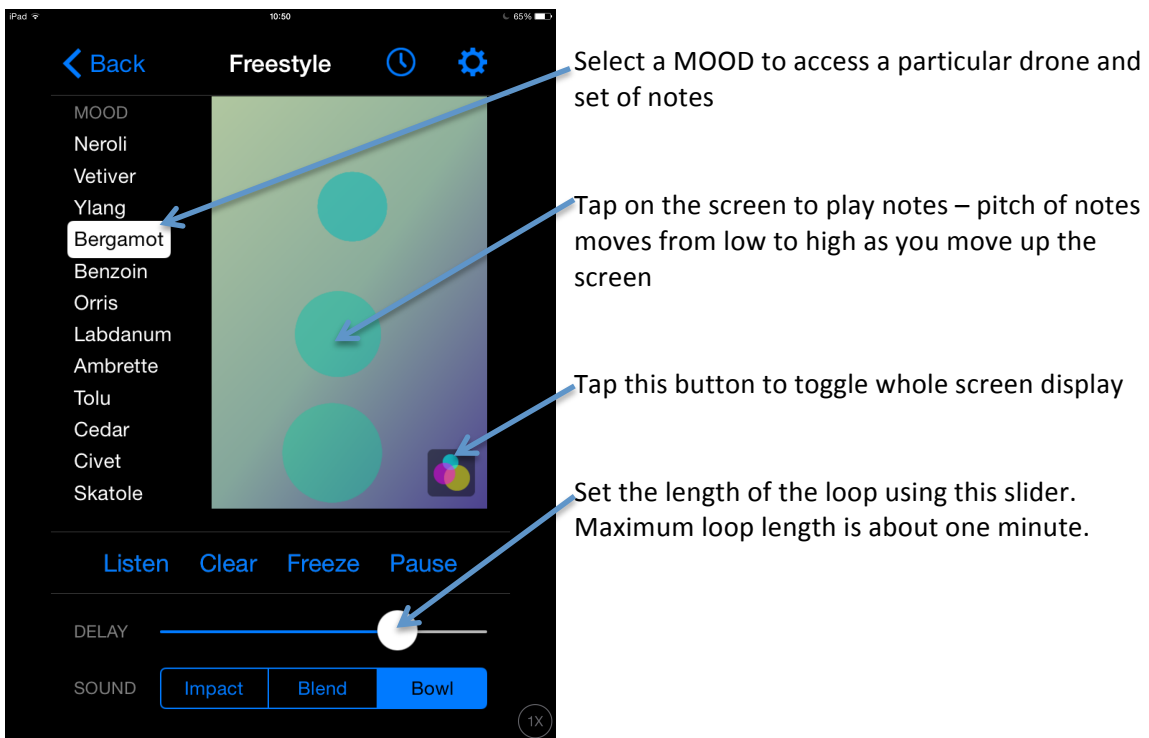 iPad 10:50 65%
Back Freestyle
MOOD
Neroli
Vetiver
Ylang
Bergamot
Benzoin
Orris
Labdanum
Ambrette
Tolu
Cedar
Civet
Skatole
Listen Clear Freeze Pause
DELAY
SOUND Impact Blend Bowl
1X
Select a MOOD to access a particular drone and
set of notes
Tap on the screen to play notes – pitch of notes
moves from low to high as you move up the
screen
Tap this button to toggle whole screen display
Set the length of the loop using this slider.
Maximum loop length is about one minute.